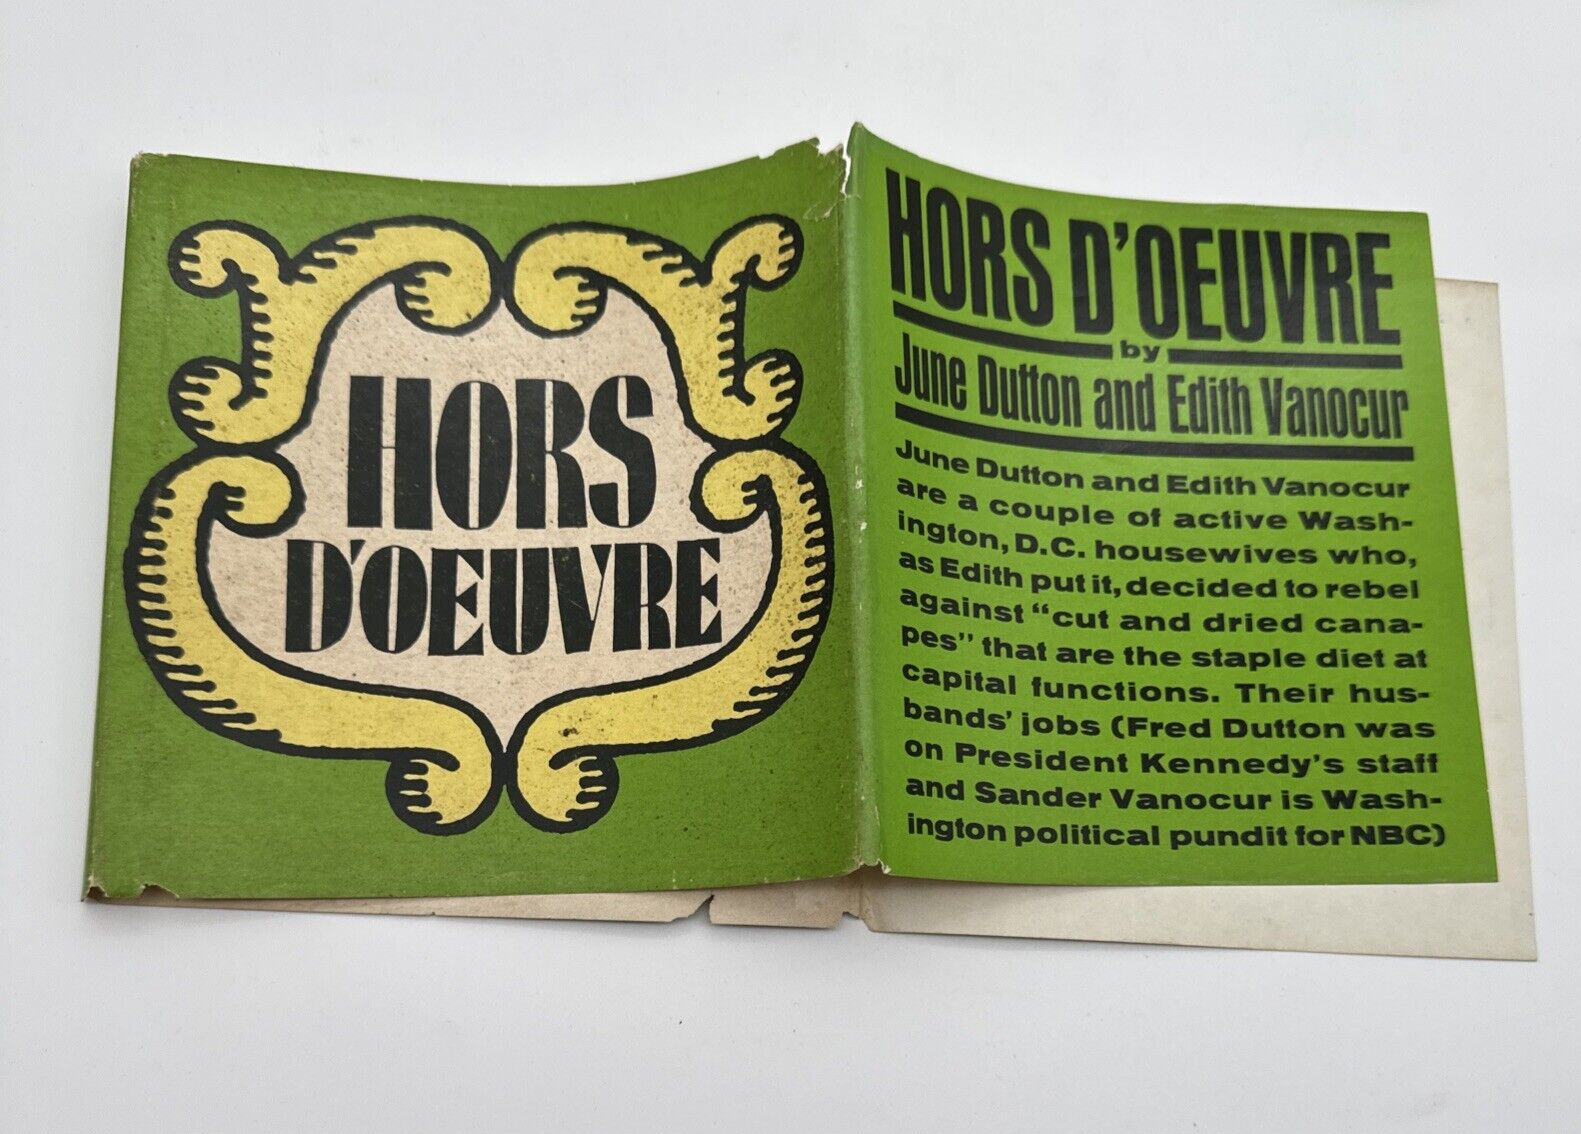 HORS
D'OEUVRE
HORS D'OEUVRE
by
June Dutton and Edith Vanocur
June Dutton and Edith Vanocur
are a couple of active Wash-
ington, D.C. housewives who,
as Edith put it, decided to rebel
against "cut and dried cana-
pes" that are the staple diet at
capital functions. Their hus-
bands' jobs (Fred Dutton was
on President Kennedy's staff
and Sander Vanocur is Wash-
ington political pundit for NBC)